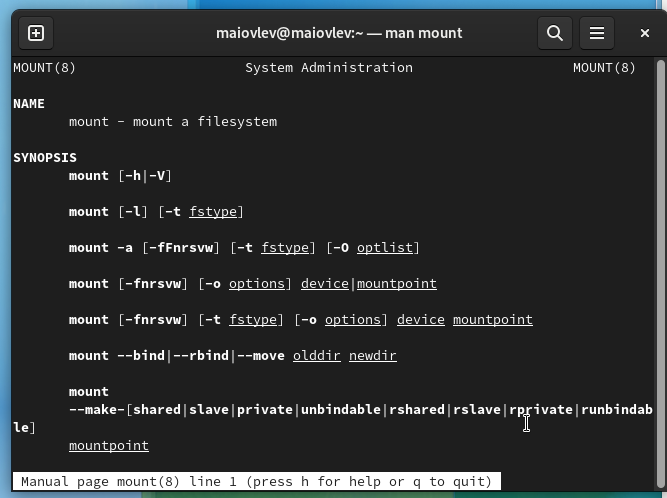 maiovlev@maiovlev:~ — man mount
MOUNT(8) System Administration MOUNT(8)
NAME
mount - mount a filesystem
SYNOPSIS
mount [-h|-V]
mount [-l] [-t fstype]
mount -a [-fFnrsvw] [-t fstype] [-O optlist]
mount [-fnrsvw] [-o options] device|mountpoint
mount [-fnrsvw] [-t fstype] [-o options] device mountpoint
mount --bind|--rbind|--move olddir newdir
mount
--make-[shared|slave|private|unbindable|rshared|rslave|rprivate|runbindab
le]
mountpoint
Manual page mount(8) line 1 (press h for help or q to quit)